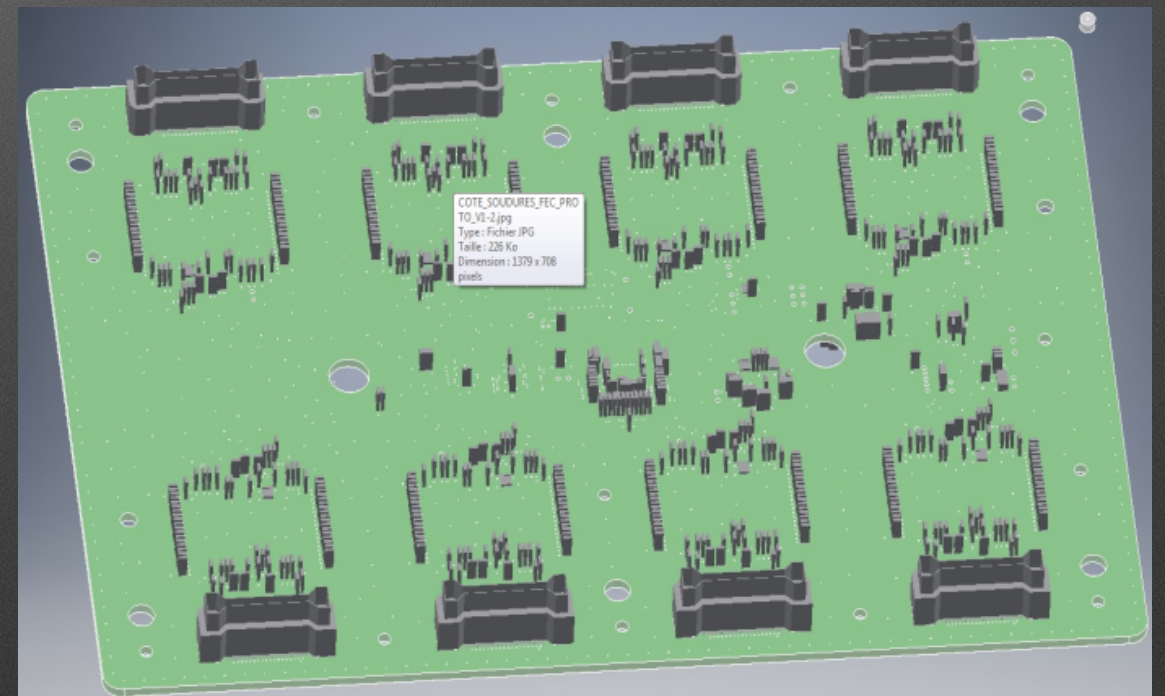 COTE_SOUDURES_FEC_PRO
TO_V1-2.jpg
Type : Fichier JPG
Taille : 226 Ko
Dimension : 1379 x 708
pixels